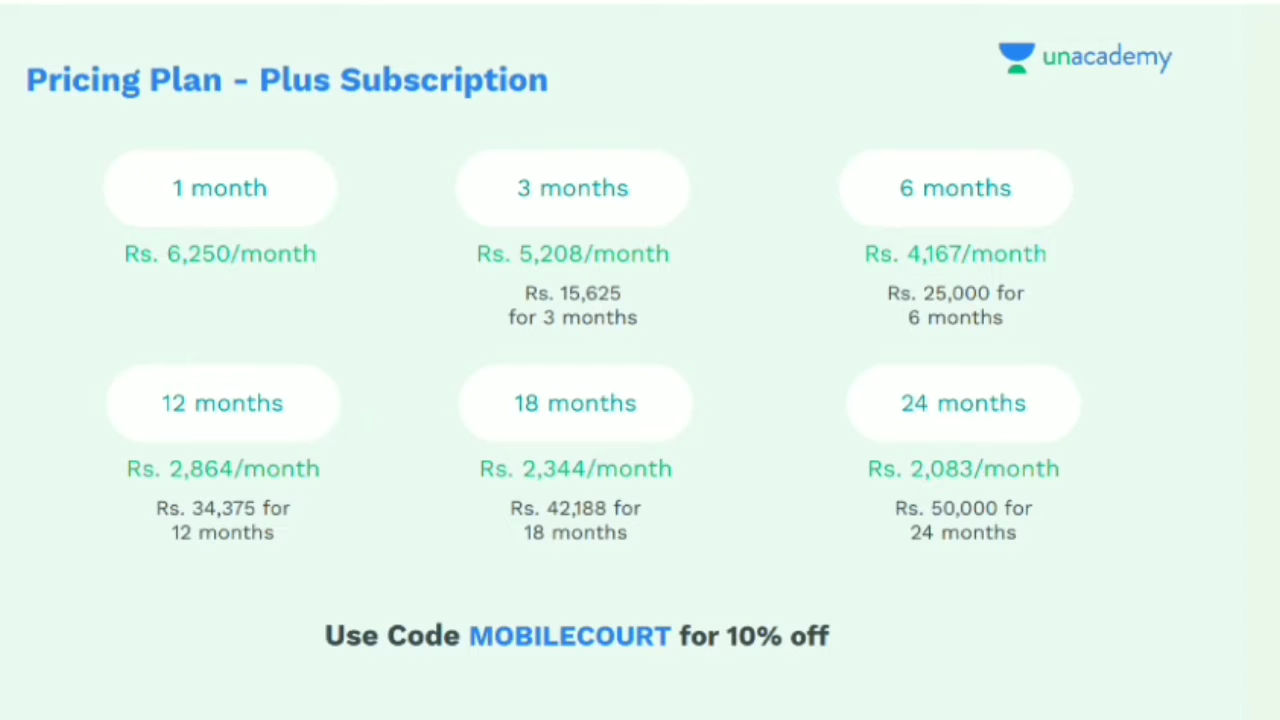 Pricing Plan - Plus Subscription
unacademy
1 month
Rs. 6,250/month
3 months
Rs. 5,208/month
Rs. 15,625
for 3 months
6 months
Rs. 4,167/month
Rs. 25,000 for
6 months
12 months
Rs. 2,864/month
Rs. 34,375 for
12 months
18 months
Rs. 2,344/month
Rs. 42,188 for
18 months
24 months
Rs. 2,083/month
Rs. 50,000 for
24 months
Use Code MOBILECOURT for 10% off